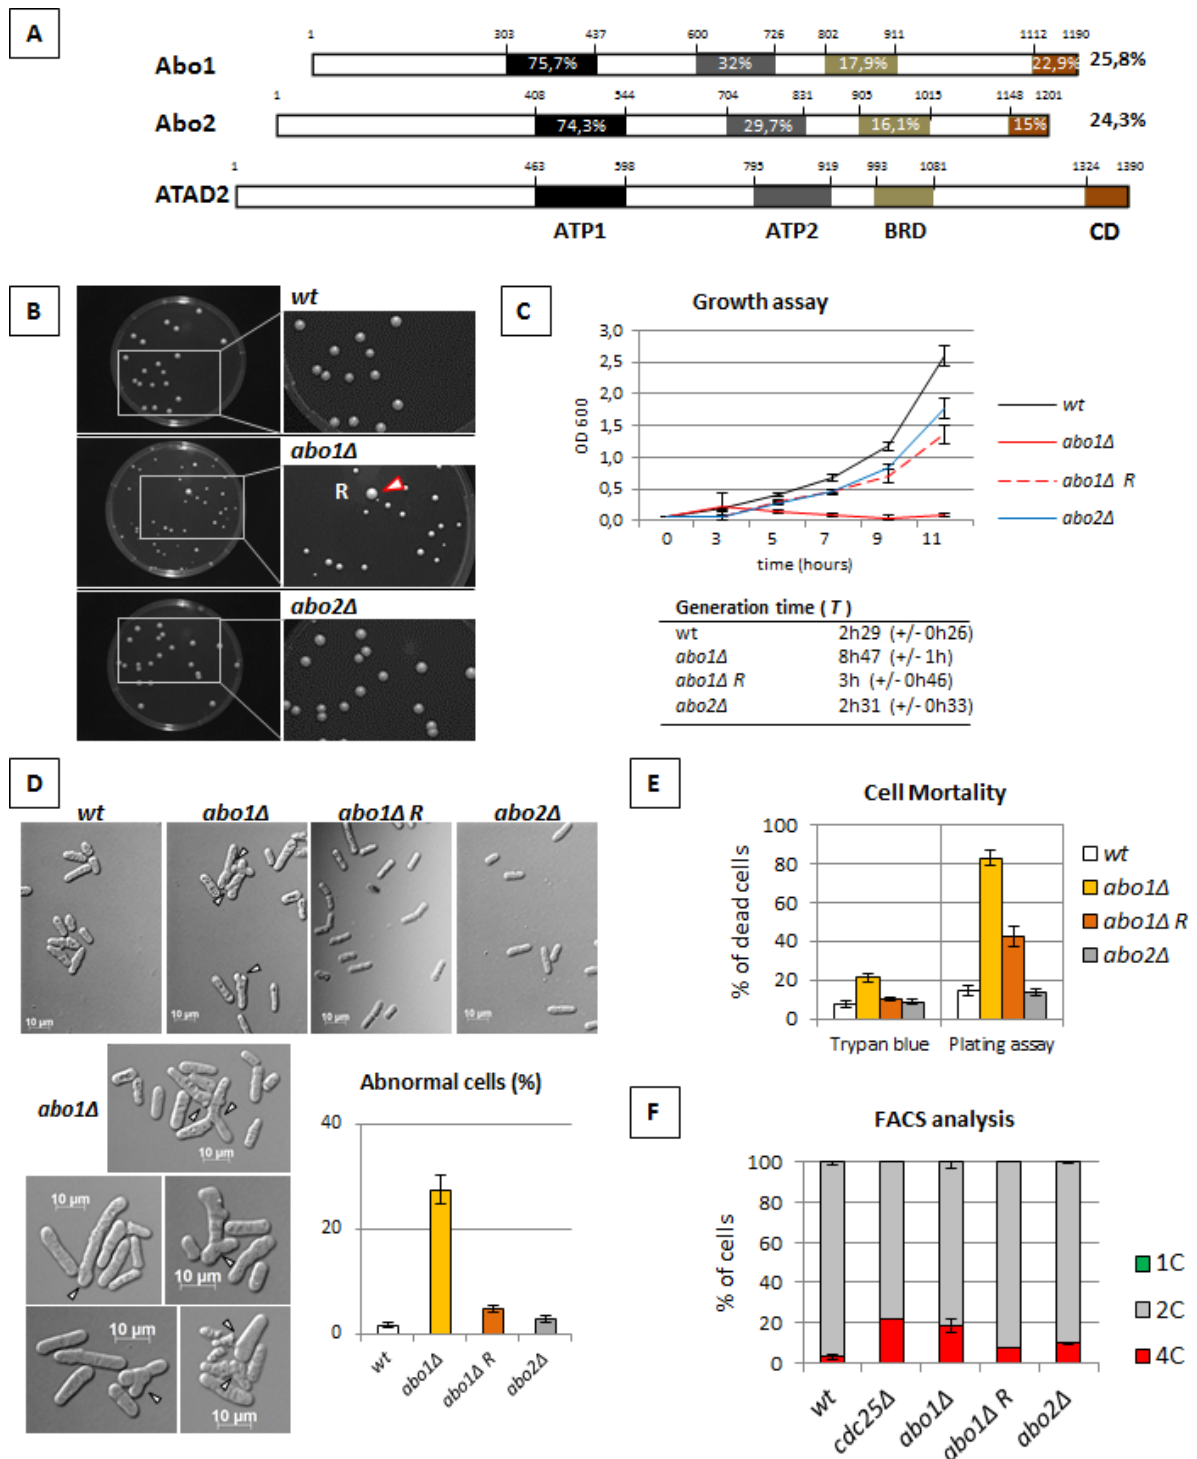 A
1 303 437 600 726 802 911 1112 1190
Abo1 75,7% 32% 17,9% 22,9% 25,8%
1 408 544 704 831 905 1015 1148 1201
Abo2 74,3% 29,7% 16,1% 15% 24,3%
1 463 598 795 919 993 1081 1324 1390
ATAD2
ATP1 ATP2 BRD CD
B
wt
abo1Δ
R
abo2Δ
C
Growth assay
OD 600
3,0
2,5
2,0
1,5
1,0
0,5
0,0
0 3 5 7 9 11
time (hours)
wt
abo1Δ
abo1Δ R
abo2Δ
Generation time (T)
wt 2h29 (+/- 0h26)
abo1Δ 8h47 (+/- 1h)
abo1Δ R 3h (+/- 0h46)
abo2Δ 2h31 (+/- 0h33)
D
wt abo1Δ abo1Δ R abo2Δ
10 µm 10 µm 10 µm 10 µm
abo1Δ
10 µm
10 µm
10 µm
10 µm
10 µm
Abnormal cells (%)
40
20
0
wt abo1Δ abo1Δ R abo2Δ
E
Cell Mortality
% of dead cells
100
80
60
40
20
0
Trypan blue Plating assay
wt
abo1Δ
abo1Δ R
abo2Δ
F
FACS analysis
% of cells
100
80
60
40
20
0
wt cdc25Δ abo1Δ abo1Δ R abo2Δ
1C
2C
4C